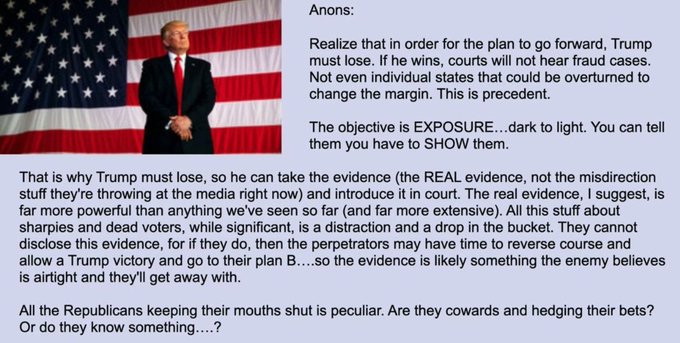 Anons:
Realize that in order for the plan to go forward, Trump
must lose. If he wins, courts will not hear fraud cases.
Not even individual states that could be overturned to
change the margin. This is precedent.
The objective is EXPOSURE…dark to light. You can tell
them you have to SHOW them.
That is why Trump must lose, so he can take the evidence (the REAL evidence, not the misdirection
stuff they're throwing at the media right now) and introduce it in court. The real evidence, I suggest, is
far more powerful than anything we've seen so far (and far more extensive). All this stuff about
sharpies and dead voters, while significant, is a distraction and a drop in the bucket. They cannot
disclose this evidence, for if they do, then the perpetrators may have time to reverse course and
allow a Trump victory and go to their plan B….so the evidence is likely something the enemy believes
is airtight and they'll get away with.
All the Republicans keeping their mouths shut is peculiar. Are they cowards and hedging their bets?
Or do they know something….?